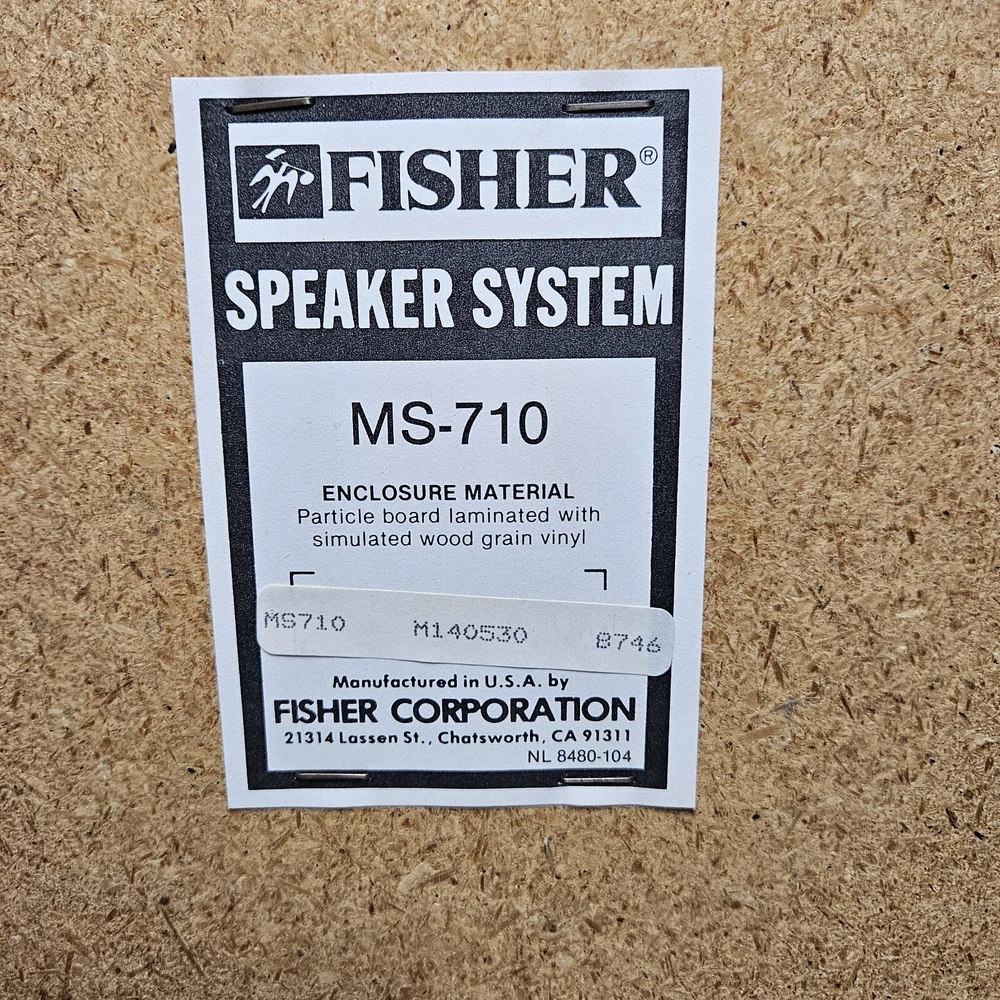 FISHER®
SPEAKER SYSTEM
MS-710
ENCLOSURE MATERIAL
Particle board laminated with
simulated wood grain vinyl
MS710 M140530 8746
Manufactured in U.S.A. by
FISHER CORPORATION
21314 Lassen St., Chatsworth, CA 91311
NL 8480-104